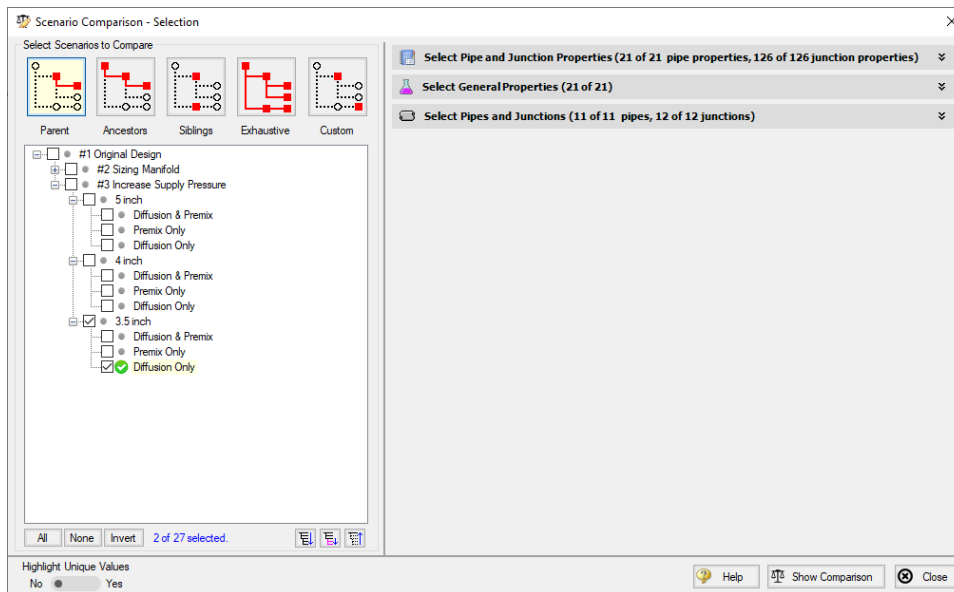 Scenario Comparison - Selection
Select Scenarios to Compare
Parent Ancestors Siblings Exhaustive Custom
#1 Original Design
#2 Sizing Manifold
#3 Increase Supply Pressure
5 inch
Diffusion & Premix
Premix Only
Diffusion Only
4 inch
Diffusion & Premix
Premix Only
Diffusion Only
3.5 inch
Diffusion & Premix
Premix Only
Diffusion Only
All None Invert 2 of 27 selected.
Select Pipe and Junction Properties (21 of 21 pipe properties, 126 of 126 junction properties)
Select General Properties (21 of 21)
Select Pipes and Junctions (11 of 11 pipes, 12 of 12 junctions)
Highlight Unique Values
No Yes
Help Show Comparison Close